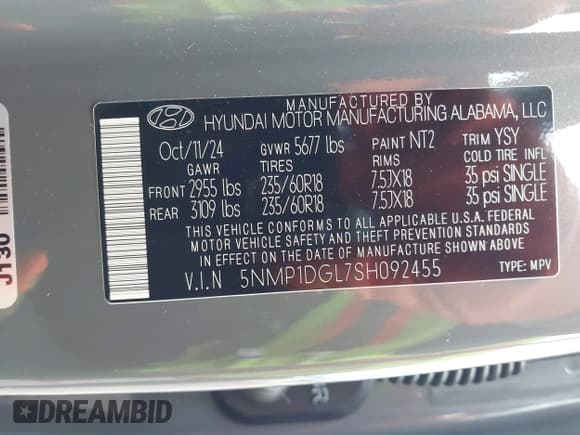 MANUFACTURED BY
HYUNDAI MOTOR MANUFACTURING ALABAMA, LLC
Oct/11/24 GVWR 5677 lbs PAINT NT2 TRIM YSY
GAWR TIRES RIMS COLD TIRE INFL
FRONT 2955 lbs 235/60R18 7.5JX18 35 psi SINGLE
REAR 3109 lbs 235/60R18 7.5JX18 35 psi SINGLE
THIS VEHICLE CONFORMS TO ALL APPLICABLE U.S.A. FEDERAL
MOTOR VEHICLE SAFETY AND THEFT PREVENTION STANDARDS
IN EFFECT ON THE DATE OF MANUFACTURE SHOWN ABOVE.
V.I.N 5NMP1DGL7SH092455 TYPE: MPV
J130
DREAMBID